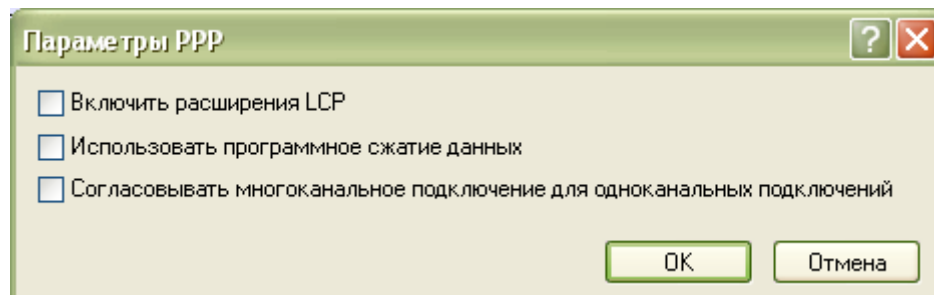 Параметры PPP
Включить расширения LCP
Использовать программное сжатие данных
Согласовывать многоканальное подключение для одноканальных подключений
OK Отмена